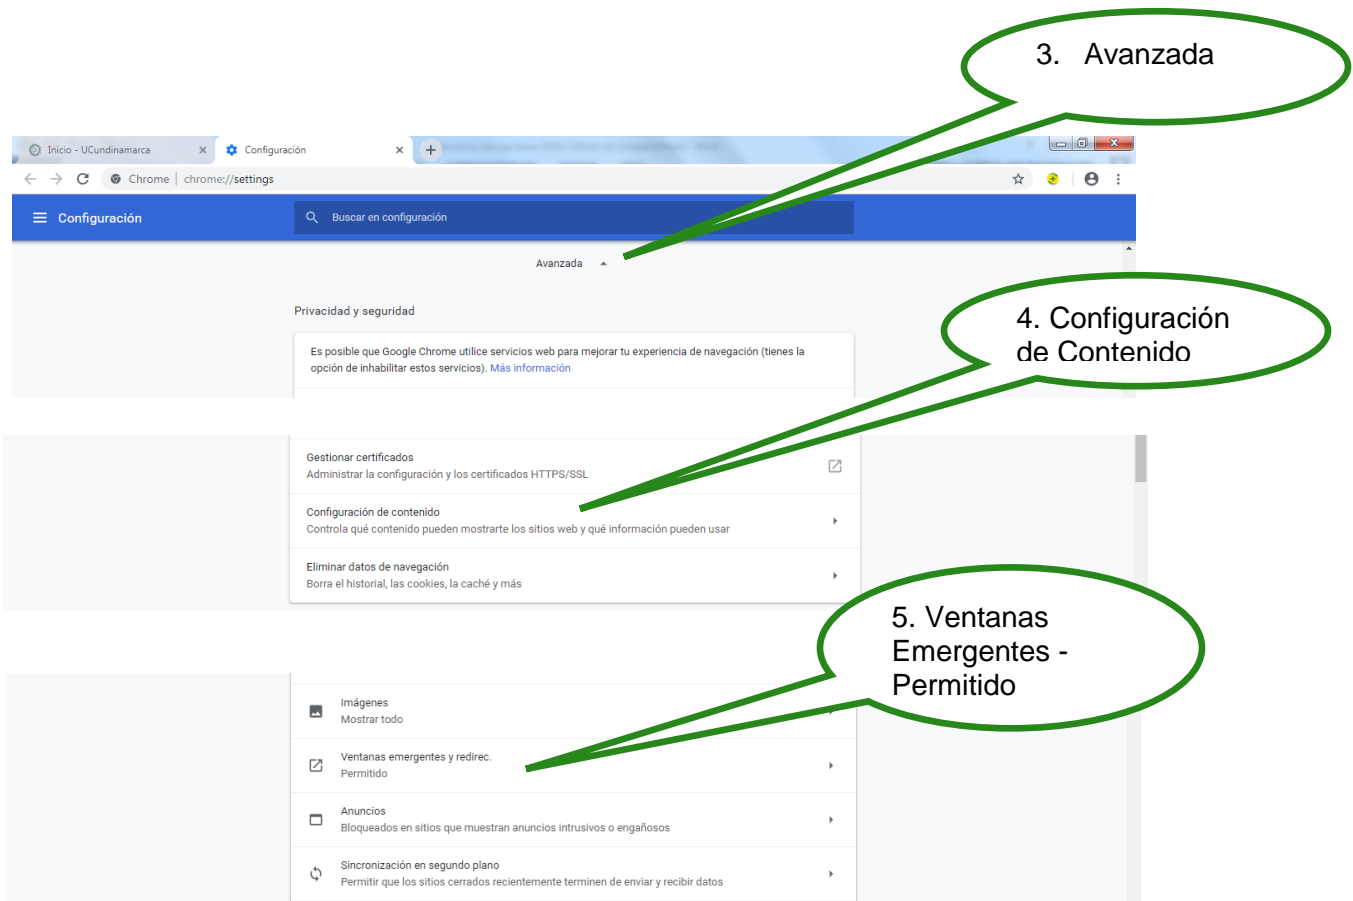 3. Avanzada
Inicio - UCundinamarca
Configuración
Chrome | chrome://settings
Configuración
Buscar en configuración
Avanzada
Privacidad y seguridad
4. Configuración
de Contenido
Es posible que Google Chrome utilice servicios web para mejorar tu experiencia de navegación (tienes la
opción de inhabilitar estos servicios). Más información
Gestionar certificados
Administrar la configuración y los certificados HTTPS/SSL
Configuración de contenido
Controla qué contenido pueden mostrarte los sitios web y qué información pueden usar
Eliminar datos de navegación
Borra el historial, las cookies, la caché y más
5. Ventanas
Emergentes -
Permitido
Imágenes
Mostrar todo
Ventanas emergentes y redirec.
Permitido
Anuncios
Bloqueados en sitios que muestran anuncios intrusivos o engañosos
Sincronización en segundo plano
Permitir que los sitios cerrados recientemente terminen de enviar y recibir datos